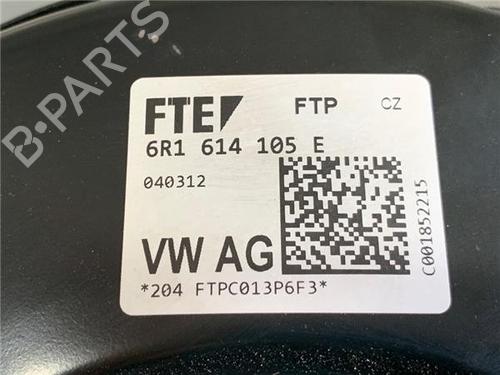 B-PARTS
FTE FTP CZ
6R1 614 105 E
040312
VW AG
*204 FTPC013P6F3*
C001852215